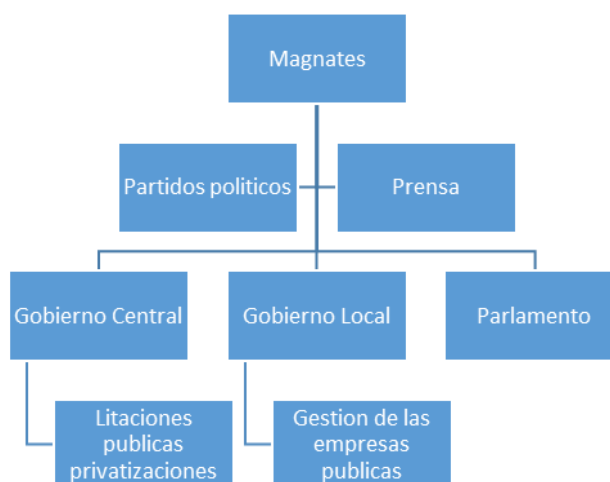 Magnates
Partidos politicos
Prensa
Gobierno Central
Gobierno Local
Parlamento
Litaciones
publicas
privatizaciones
Gestion de las
empresas
publicas